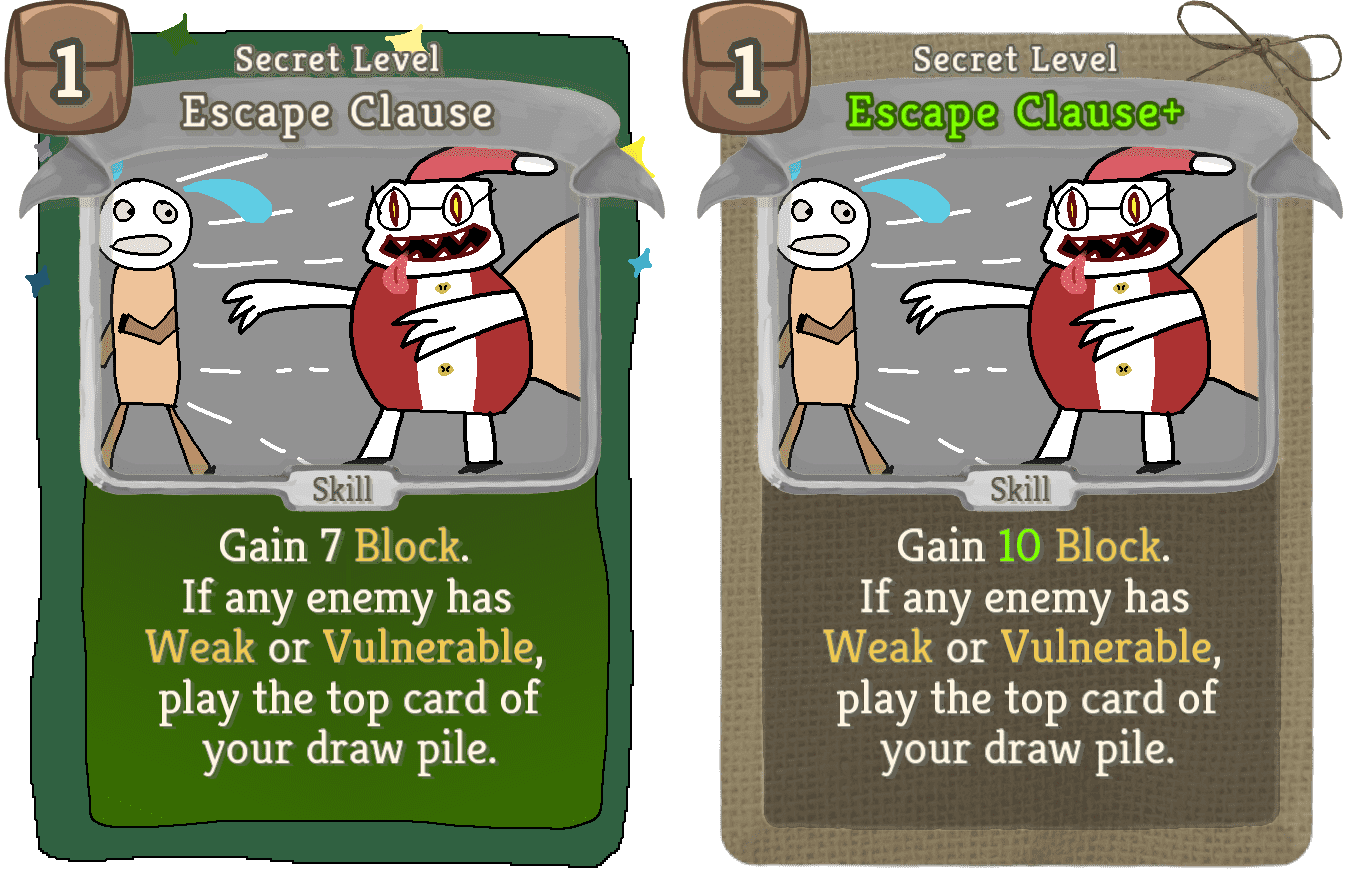 1
Secret Level
Escape Clause
Skill
Gain 7 Block.
If any enemy has
Weak or Vulnerable,
play the top card of
your draw pile.
1
Secret Level
Escape Clause+
Skill
Gain 10 Block.
If any enemy has
Weak or Vulnerable,
play the top card of
your draw pile.